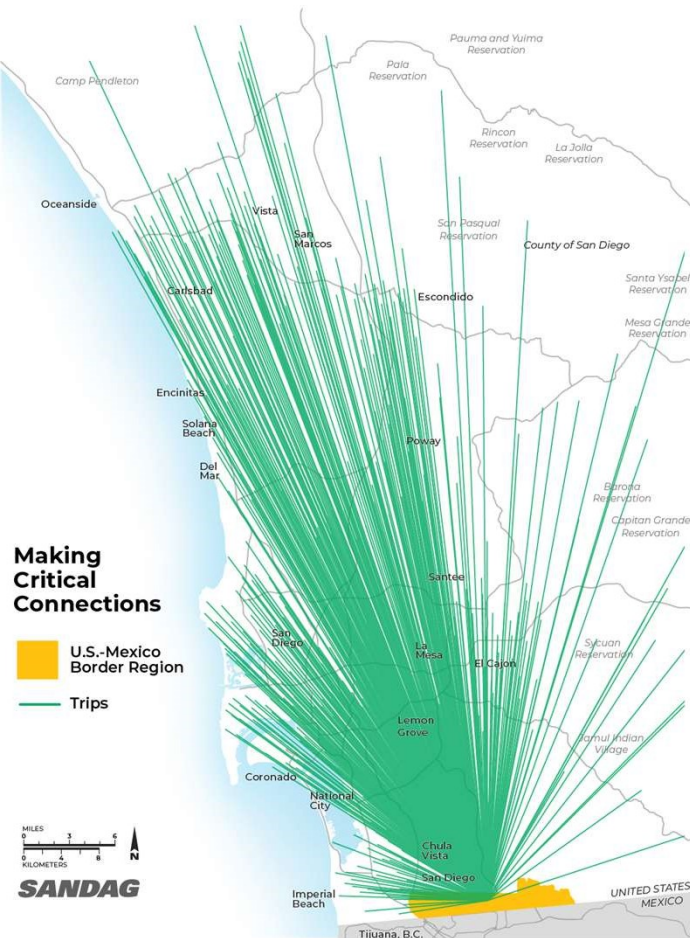 Pauma and Yuima
Reservation
Pala
Reservation
Camp Pendleton
Rincon
Reservation
La Jolla
Reservation
Oceanside
Vista
San
Marcos
San Pasqual
Reservation
County of San Diego
Santa Ysabel
Reservation
Carlsbad
Escondido
Mesa Grande
Reservation
Encinitas
Solana
Beach
Poway
Del
Mar
Barona
Reservation
Capitan Grande
Reservation
Making
Critical
Connections
Santee
San
Diego
La
Mesa
El Cajon
Sycuan
Reservation
U.S.-Mexico
Border Region
Trips
Lemon
Grove
Jamul Indian
Village
Coronado
National
City
MILES
0 3 6
0 4 8
KILOMETERS
N
SANDAG
Chula
Vista
San Diego
Imperial
Beach
UNITED STATES
MEXICO
Tijuana, B.C.